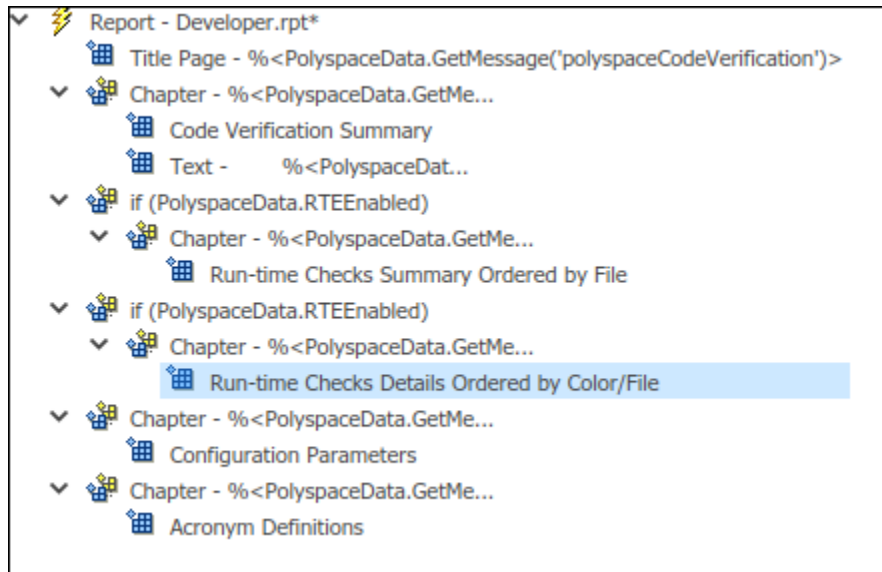 Report - Developer.rpt*
Title Page - %<PolyspaceData.GetMessage('polyspaceCodeVerification')>
Chapter - %<PolyspaceData.GetMe...
Code Verification Summary
Text - %<PolyspaceDat...
if (PolyspaceData.RTEEnabled)
Chapter - %<PolyspaceData.GetMe...
Run-time Checks Summary Ordered by File
if (PolyspaceData.RTEEnabled)
Chapter - %<PolyspaceData.GetMe...
Run-time Checks Details Ordered by Color/File
Chapter - %<PolyspaceData.GetMe...
Configuration Parameters
Chapter - %<PolyspaceData.GetMe...
Acronym Definitions